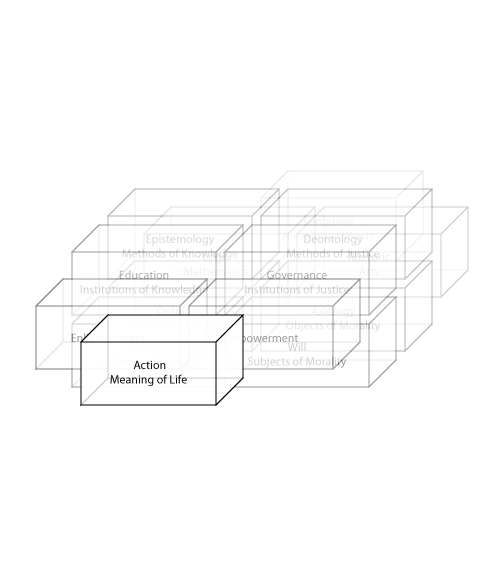 Language
Epistemology
Methods of Knowledge
Deontology
Methods of Justice
Education
Institutions of Knowledge
Governance
Institutions of Justice
Objects of Morality
Will
Subjects of Morality
Action
Meaning of Life